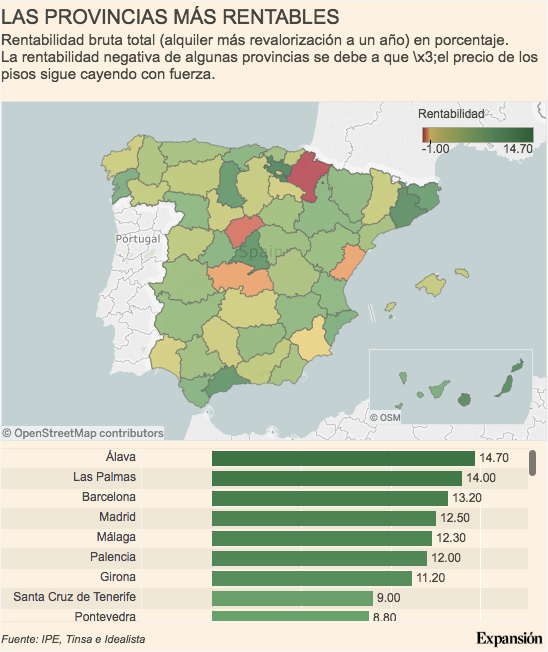 LAS PROVINCIAS MÁS RENTABLES
Rentabilidad bruta total (alquiler más revalorización a un año) en porcentaje.
La rentabilidad negativa de algunas provincias se debe a que \x3;el precio de los
pisos sigue cayendo con fuerza.
Rentabilidad
-1.00 14.70
Portugal
Spain
© OSM
© OpenStreetMap contributors
Álava 14.70
Las Palmas 14.00
Barcelona 13.20
Madrid 12.50
Málaga 12.30
Palencia 12.00
Girona 11.20
Santa Cruz de Tenerife 9.00
Pontevedra 8.80
Fuente: IPE, Tinsa e Idealista
Expansión